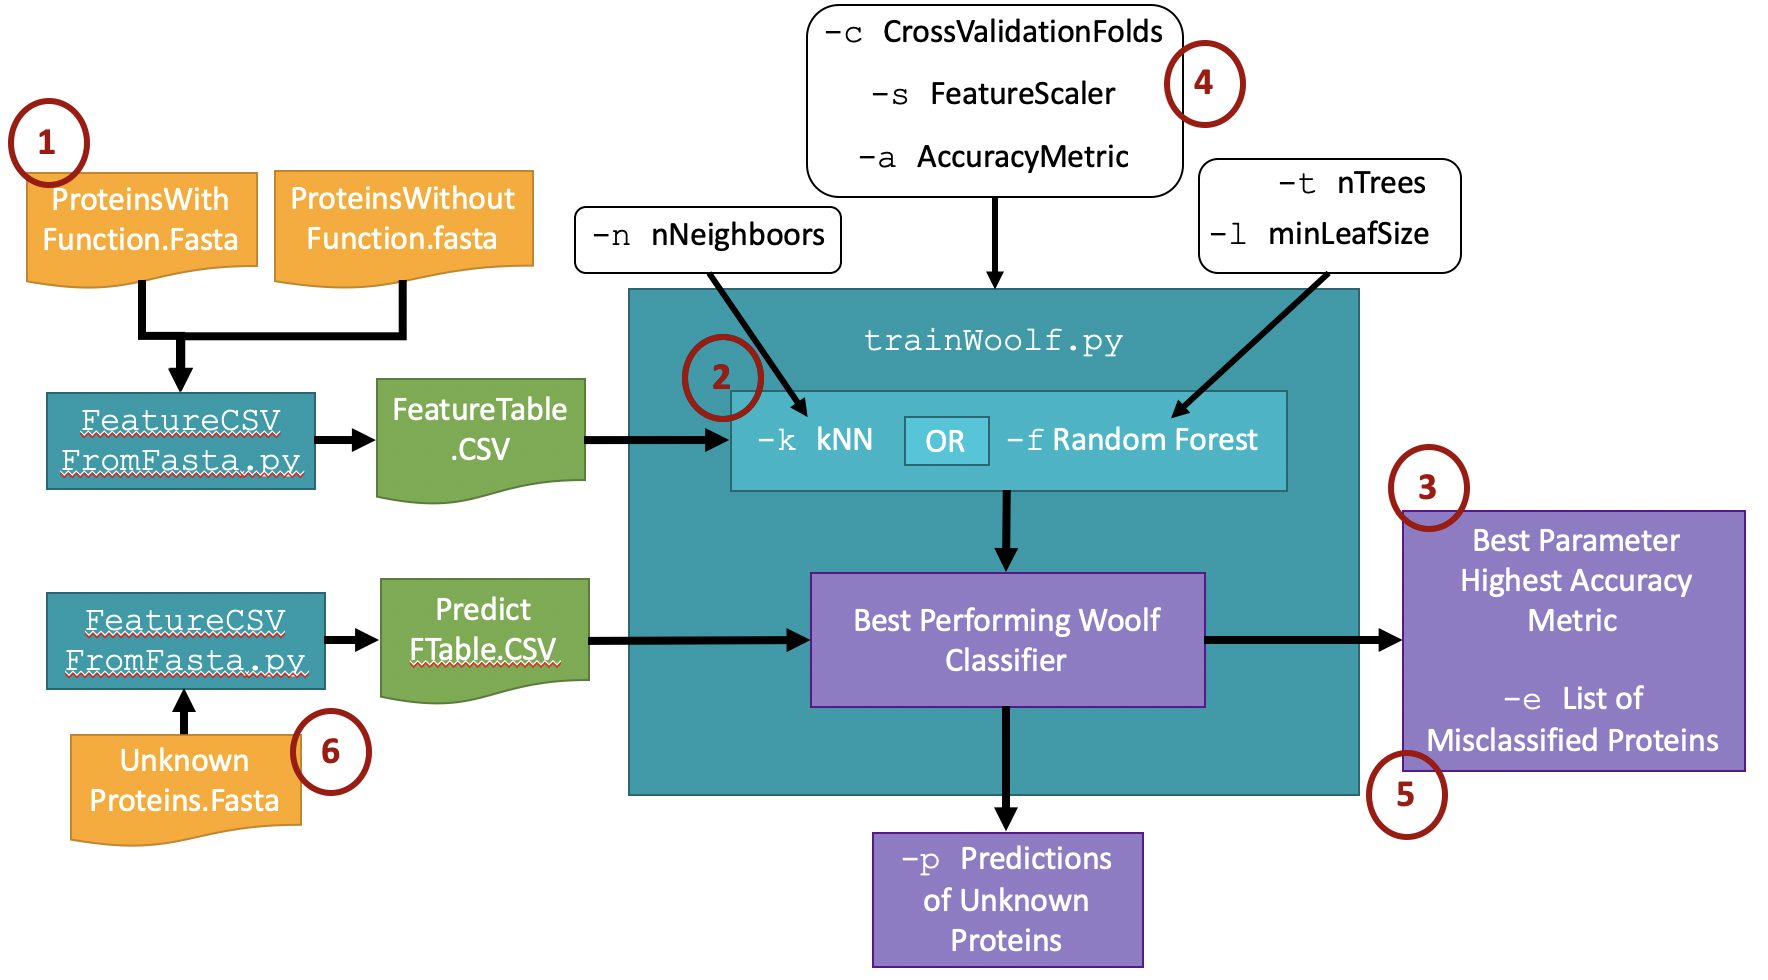 -c CrossValidationFolds
-s FeatureScaler
-a AccuracyMetric
4
1
ProteinsWith
Function.Fasta
ProteinsWithout
Function.fasta
-n nNeighboors
-t nTrees
-l minLeafSize
trainWoolf.py
2
FeatureCSV
FromFasta.py
FeatureTable
.CSV
-k kNN
OR
-f Random Forest
3
Best Parameter
Highest Accuracy
Metric
-e List of
Misclassified Proteins
5
FeatureCSV
FromFasta.py
Predict
FTable.CSV
Best Performing Woolf
Classifier
6
Unknown
Proteins.Fasta
-p Predictions
of Unknown
Proteins